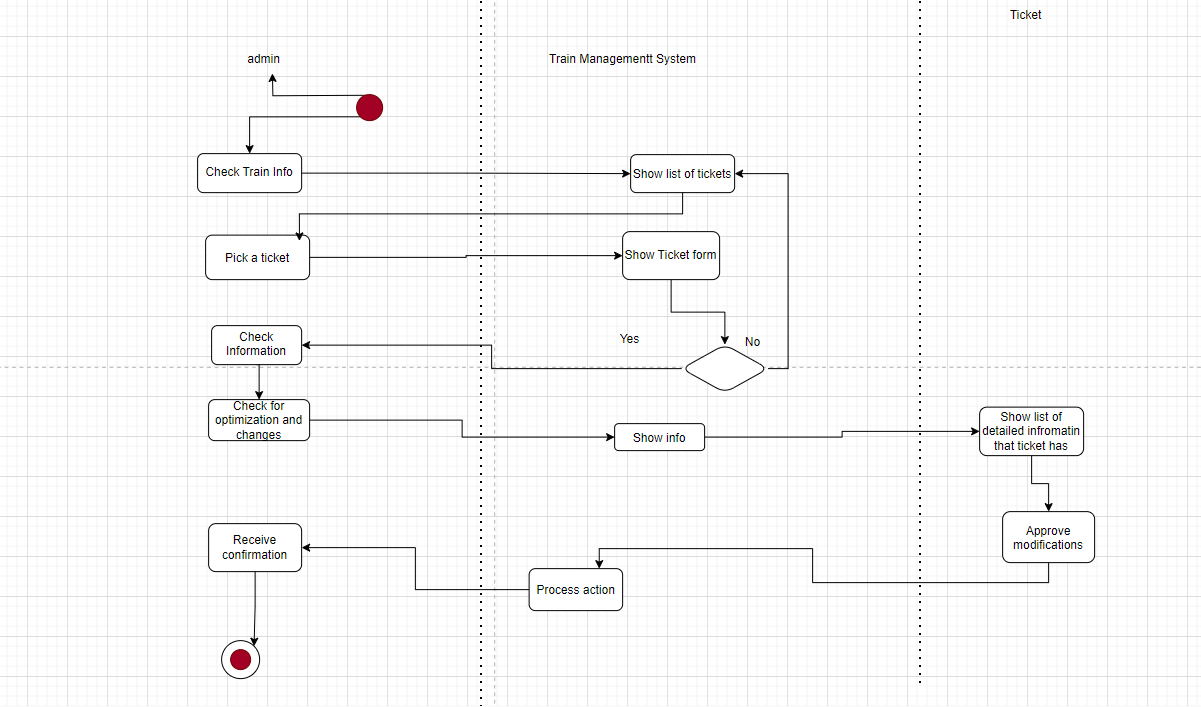 Ticket
admin
Train Managementt System
Check Train Info
Show list of tickets
Pick a ticket
Show Ticket form
Yes
No
Check
Information
Check for
optimization and
changes
Show info
Show list of
detailed infromatin
that ticket has
Approve
modifications
Receive
confirmation
Process action